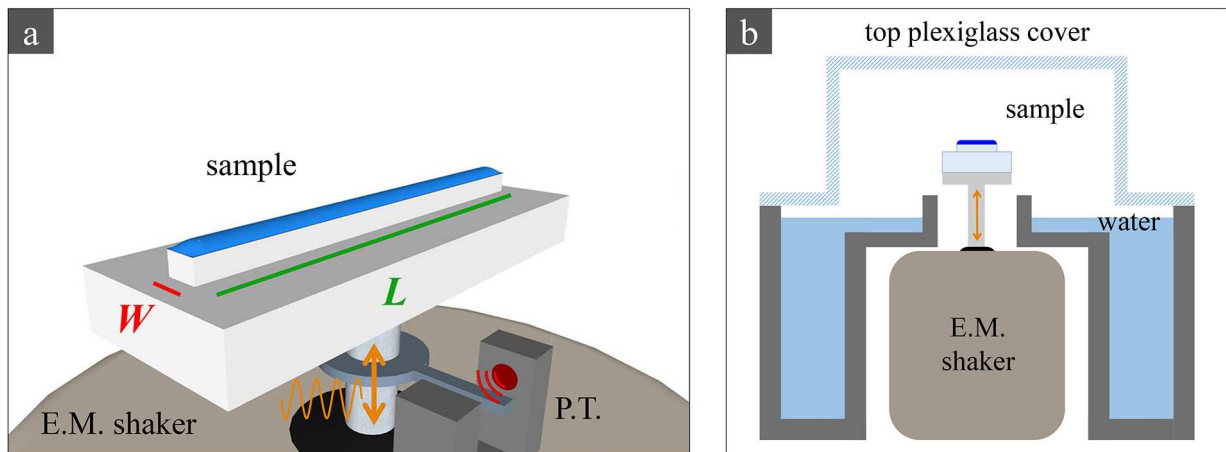 a
sample
W
L
E.M. shaker
P.T.
b
top plexiglass cover
sample
water
E.M.
shaker